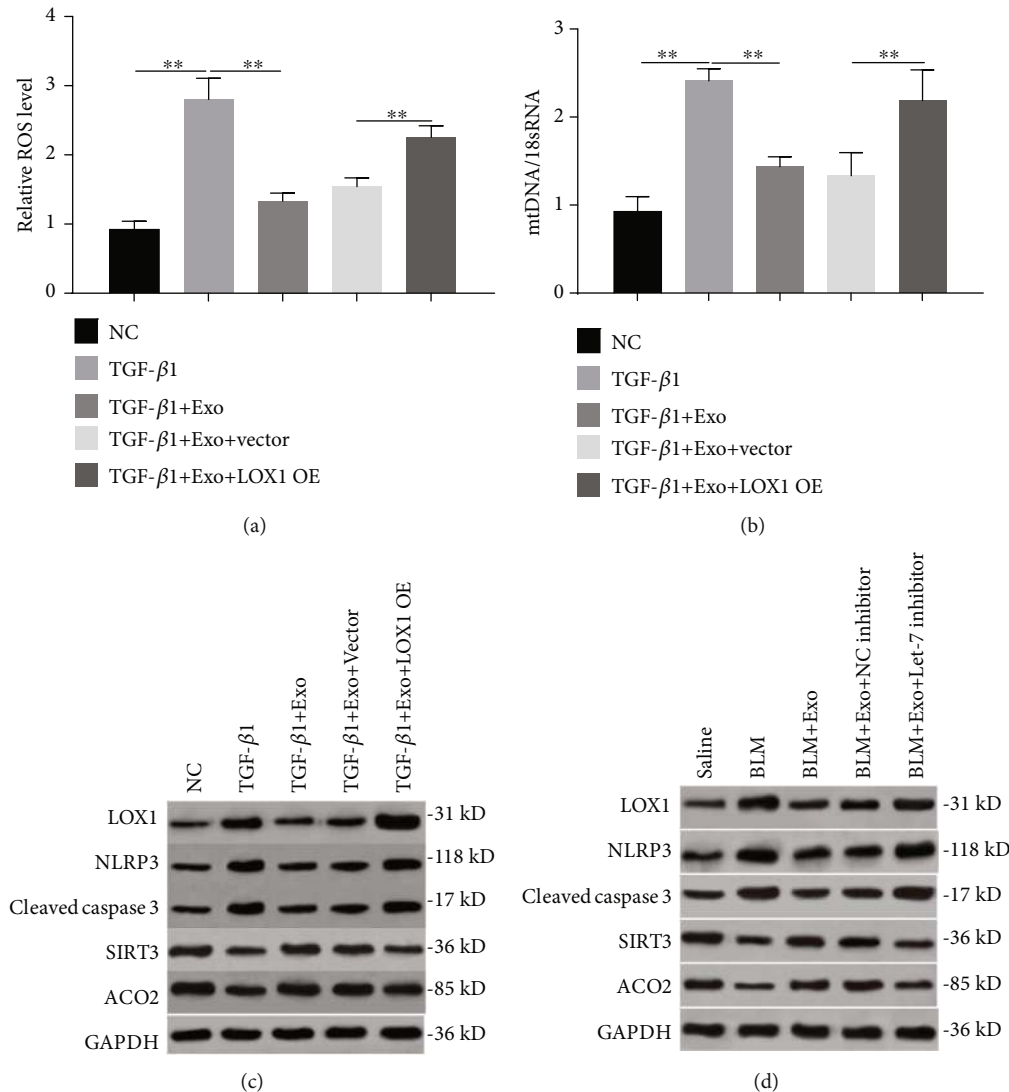 4
3
2
1
0
Relative ROS level
** **
**
NC
TGF-β1
TGF-β1+Exo
TGF-β1+Exo+vector
TGF-β1+Exo+LOX1 OE
(a)
3
2
1
0
mtDNA/18sRNA
** ** **
NC
TGF-β1
TGF-β1+Exo
TGF-β1+Exo+vector
TGF-β1+Exo+LOX1 OE
(b)
NC
TGF-β1
TGF-β1+Exo
TGF-β1+Exo+Vector
TGF-β1+Exo+LOX1 OE
LOX1 -31 kD
NLRP3 -118 kD
Cleaved caspase 3 -17 kD
SIRT3 -36 kD
ACO2 -85 kD
GAPDH -36 kD
(c)
Saline
BLM
BLM+Exo
BLM+Exo+NC inhibitor
BLM+Exo+Let-7 inhibitor
LOX1 -31 kD
NLRP3 -118 kD
Cleaved caspase 3 -17 kD
SIRT3 -36 kD
ACO2 -85 kD
GAPDH -36 kD
(d)